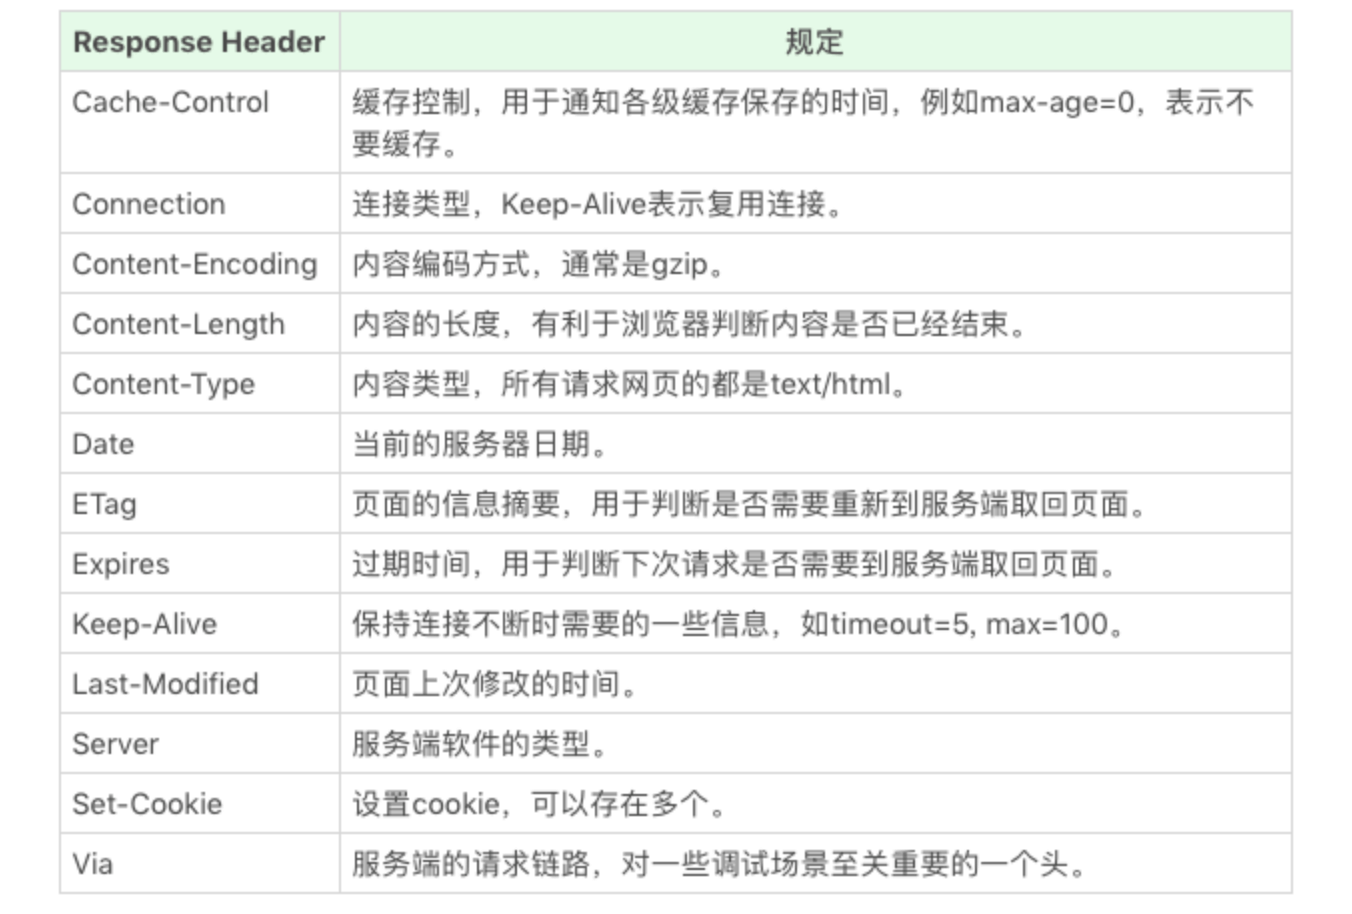 Response Header 规定
Cache-Control 缓存控制，用于通知各级缓存保存的时间，例如max-age=0，表示不
要缓存。
Connection 连接类型，Keep-Alive表示复用连接。
Content-Encoding 内容编码方式，通常是gzip。
Content-Length 内容的长度，有利于浏览器判断内容是否已经结束。
Content-Type 内容类型，所有请求网页的都是text/html。
Date 当前的服务器日期。
ETag 页面的信息摘要，用于判断是否需要重新到服务端取回页面。
Expires 过期时间，用于判断下次请求是否需要到服务端取回页面。
Keep-Alive 保持连接不断时需要的一些信息，如timeout=5, max=100。
Last-Modified 页面上次修改的时间。
Server 服务端软件的类型。
Set-Cookie 设置cookie，可以存在多个。
Via 服务端的请求链路，对一些调试场景至关重要的一个头。